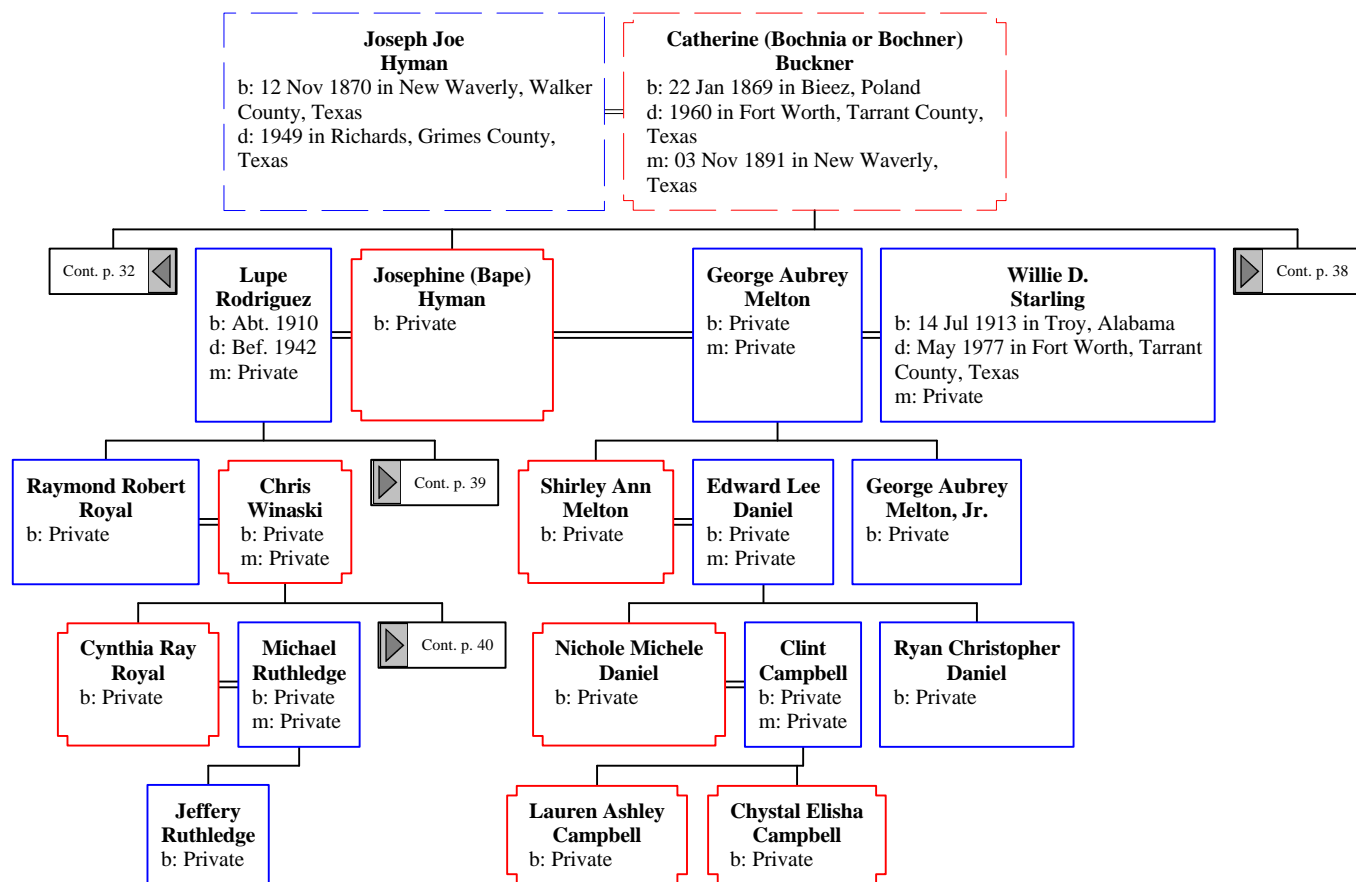 Joseph Joe
Hyman
b: 12 Nov 1870 in New Waverly, Walker
County, Texas
d: 1949 in Richards, Grimes County,
Texas
Catherine (Bochnia or Bochner)
Buckner
b: 22 Jan 1869 in Bieez, Poland
d: 1960 in Fort Worth, Tarrant County,
Texas
m: 03 Nov 1891 in New Waverly,
Texas
Cont. p. 32
Lupe
Rodriguez
b: Abt. 1910
d: Bef. 1942
m: Private
Josephine (Bape)
Hyman
b: Private
George Aubrey
Melton
b: Private
m: Private
Willie D.
Starling
b: 14 Jul 1913 in Troy, Alabama
d: May 1977 in Fort Worth, Tarrant
County, Texas
m: Private
Cont. p. 38
Raymond Robert
Royal
b: Private
Chris
Winaski
b: Private
m: Private
Cont. p. 39
Shirley Ann
Melton
b: Private
Edward Lee
Daniel
b: Private
m: Private
George Aubrey
Melton, Jr.
b: Private
Cynthia Ray
Royal
b: Private
Michael
Ruthledge
b: Private
m: Private
Cont. p. 40
Nichole Michele
Daniel
b: Private
Clint
Campbell
b: Private
m: Private
Ryan Christopher
Daniel
b: Private
Jeffery
Ruthledge
b: Private
Lauren Ashley
Campbell
b: Private
Chystal Elisha
Campbell
b: Private